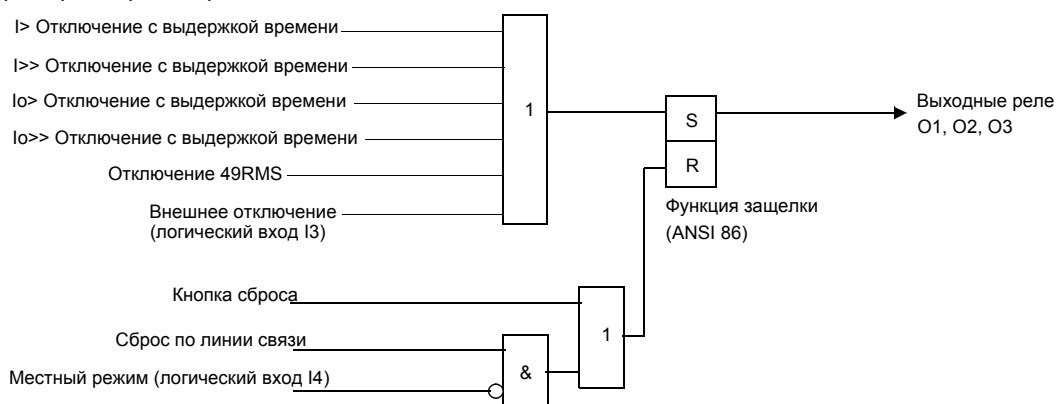 I> Отключение с выдержкой времени
I>> Отключение с выдержкой времени
Io> Отключение с выдержкой времени
Io>> Отключение с выдержкой времени
Отключение 49RMS
Внешнее отключение
(логический вход I3)
1
S
R
Выходные реле
O1, O2, O3
Функция защелки
(ANSI 86)
Кнопка сброса
Сброс по линии связи
Местный режим (логический вход I4)
&
1